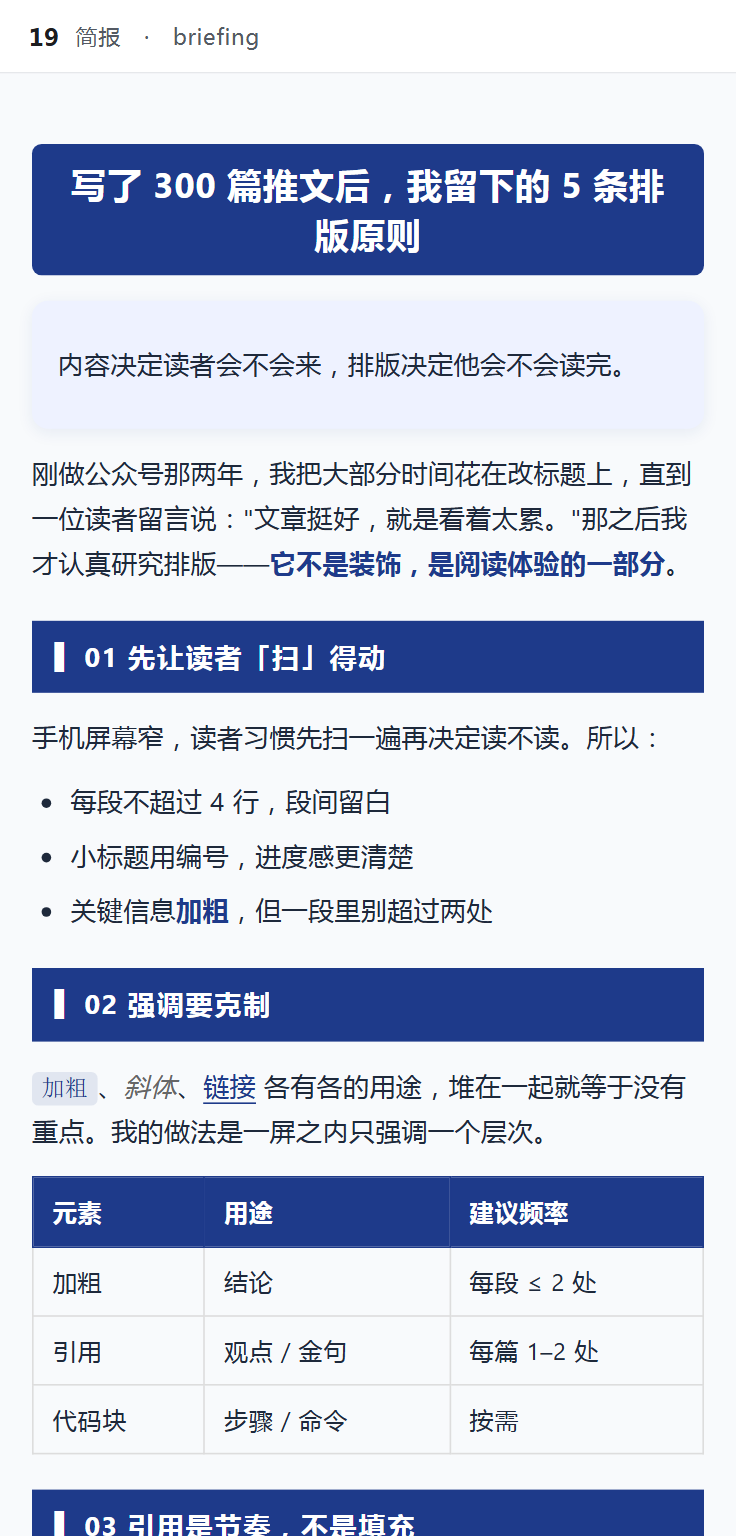 19 简报 · briefing
写了 300 篇推文后，我留下的 5 条排
版原则
内容决定读者会不会来，排版决定他会不会读完。
刚做公众号那两年，我把大部分时间花在改标题上，直到
一位读者留言说："文章挺好，就是看着太累。"那之后我
才认真研究排版——它不是装饰，是阅读体验的一部分。
01 先让读者「扫」得动
手机屏幕窄，读者习惯先扫一遍再决定读不读。所以：
• 每段不超过 4 行，段间留白
• 小标题用编号，进度感更清楚
• 关键信息加粗，但一段里别超过两处
02 强调要克制
加粗、斜体、链接 各有各的用途，堆在一起就等于没有
重点。我的做法是一屏之内只强调一个层次。
元素 用途 建议频率
加粗 结论 每段 ≤ 2 处
引用 观点 / 金句 每篇 1–2 处
代码块 步骤 / 命令 按需
03 引用是节奏，不是填充